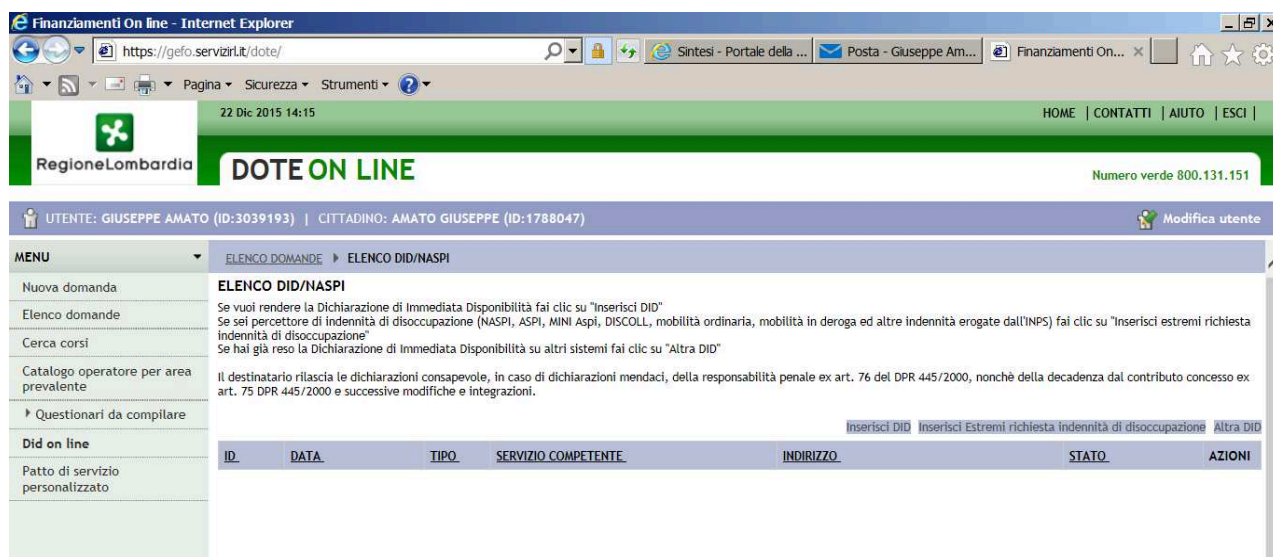 Finanziamenti On line - Internet Explorer
https://gefo.servizirl.it/dote/
Sintesi - Portale della ...
Posta - Giuseppe Am...
Finanziamenti On...
Pagina
Sicurezza
Strumenti
22 Dic 2015 14:15
HOME | CONTATTI | AIUTO | ESCI |
RegioneLombardia
DOTE ON LINE
Numero verde 800.131.151
UTENTE: GIUSEPPE AMATO (ID:3039193) | CITTADINO: AMATO GIUSEPPE (ID:1788047)
Modifica utente
MENU
Nuova domanda
Elenco domande
Cerca corsi
Catalogo operatore per area
prevalente
Questionari da compilare
Did on line
Patto di servizio
personalizzato
ELENCO DOMANDE ELENCO DID/NASPI
ELENCO DID/NASPI
Se vuoi rendere la Dichiarazione di Immediata Disponibilità fai clic su "Inserisci DID"
Se sei percettore di indennità di disoccupazione (NASPI, ASPI, MINI Aspi, DISCOLL, mobilità ordinaria, mobilità in deroga ed altre indennità erogate dall'INPS) fai clic su "Inserisci estremi richiesta
indennità di disoccupazione"
Se hai già reso la Dichiarazione di Immediata Disponibilità su altri sistemi fai clic su "Altra DID"
Il destinatario rilascia le dichiarazioni consapevole, in caso di dichiarazioni mendaci, della responsabilità penale ex art. 76 del DPR 445/2000, nonchè della decadenza dal contributo concesso ex
art. 75 DPR 445/2000 e successive modifiche e integrazioni.
Inserisci DID Inserisci Estremi richiesta indennità di disoccupazione Altra DID
ID DATA TIPO SERVIZIO COMPETENTE INDIRIZZO STATO AZIONI